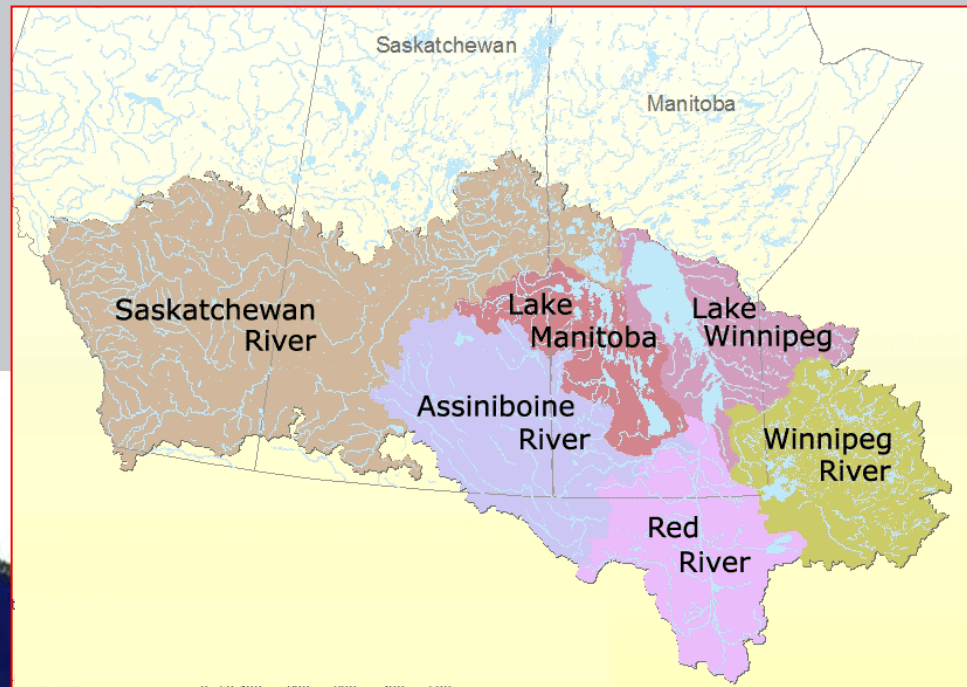 Saskatchewan
Manitoba
Saskatchewan
River
Lake
Manitoba
Lake
Winnipeg
Assiniboine
River
Winnipeg
River
Red
River